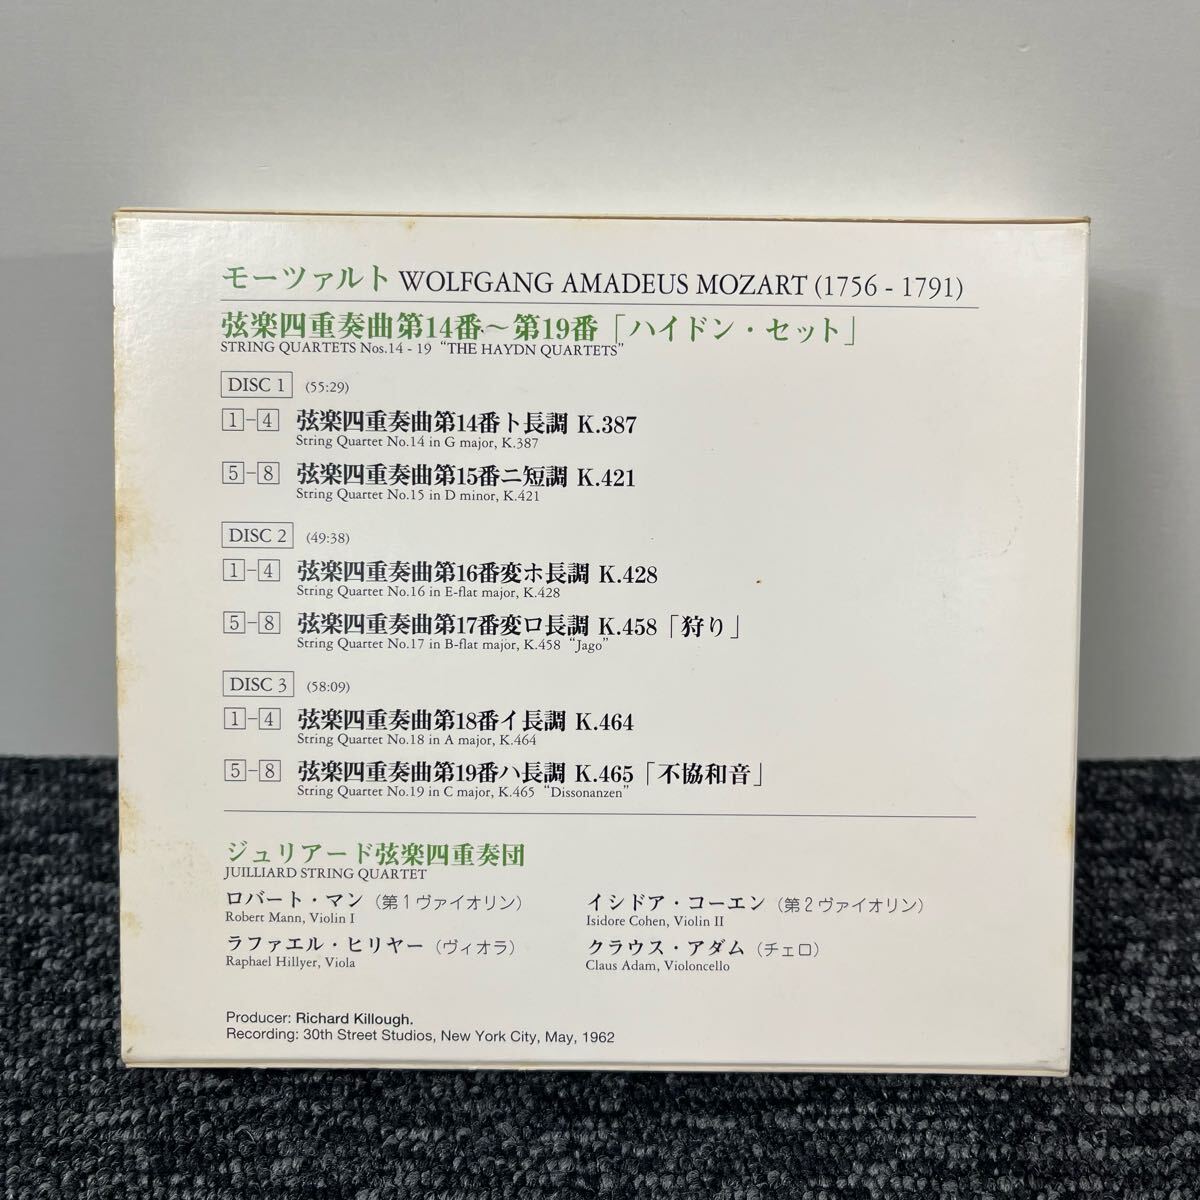 モーツァルト WOLFGANG AMADEUS MOZART (1756 - 1791)
弦楽四重奏曲第14番〜第19番「ハイドン・セット」
STRING QUARTETS Nos.14 - 19 “THE HAYDN QUARTETS”
DISC 1 (55:29)
1-4 弦楽四重奏曲第14番ト長調 K.387
String Quartet No.14 in G major, K.387
5-8 弦楽四重奏曲第15番ニ短調 K.421
String Quartet No.15 in D minor, K.421
DISC 2 (49:38)
1-4 弦楽四重奏曲第16番変ホ長調 K.428
String Quartet No.16 in E-flat major, K.428
5-8 弦楽四重奏曲第17番変ロ長調 K.458「狩り」
String Quartet No.17 in B-flat major, K.458 “Jago”
DISC 3 (58:09)
1-4 弦楽四重奏曲第18番イ長調 K.464
String Quartet No.18 in A major, K.464
5-8 弦楽四重奏曲第19番ハ長調 K.465「不協和音」
String Quartet No.19 in C major, K.465 “Dissonanzen”
ジュリアード弦楽四重奏団
JUILLIARD STRING QUARTET
ロバート・マン（第1ヴァイオリン） イシドア・コーエン（第2ヴァイオリン）
Robert Mann, Violin I Isidore Cohen, Violin II
ラファエル・ヒリヤー（ヴィオラ） クラウス・アダム（チェロ）
Raphael Hillyer, Viola Claus Adam, Violoncello
Producer: Richard Killough.
Recording: 30th Street Studios, New York City, May, 1962